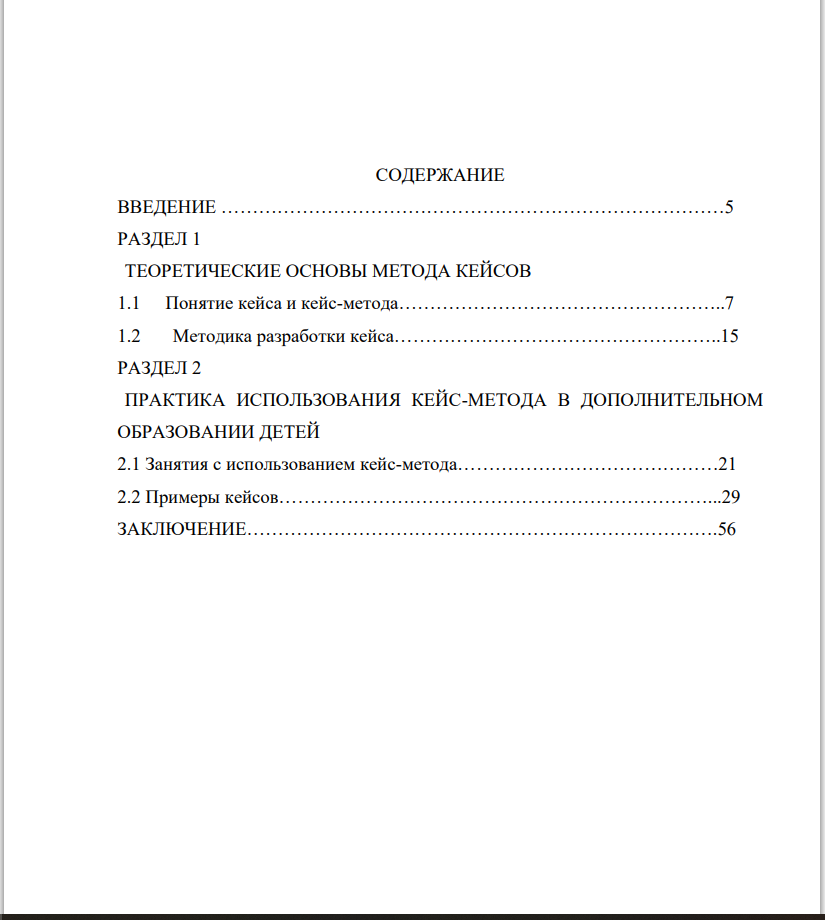 СОДЕРЖАНИЕ
ВВЕДЕНИЕ ……………………………………………………………………5
РАЗДЕЛ 1
ТЕОРЕТИЧЕСКИЕ ОСНОВЫ МЕТОДА КЕЙСОВ
1.1 Понятие кейса и кейс-метода……………………………………………..7
1.2 Методика разработки кейса……………………………………………..15
РАЗДЕЛ 2
ПРАКТИКА ИСПОЛЬЗОВАНИЯ КЕЙС-МЕТОДА В ДОПОЛНИТЕЛЬНОМ
ОБРАЗОВАНИИ ДЕТЕЙ
2.1 Занятия с использованием кейс-метода……………………………………21
2.2 Примеры кейсов……………………………………………………………...29
ЗАКЛЮЧЕНИЕ………………………………………………………………….56